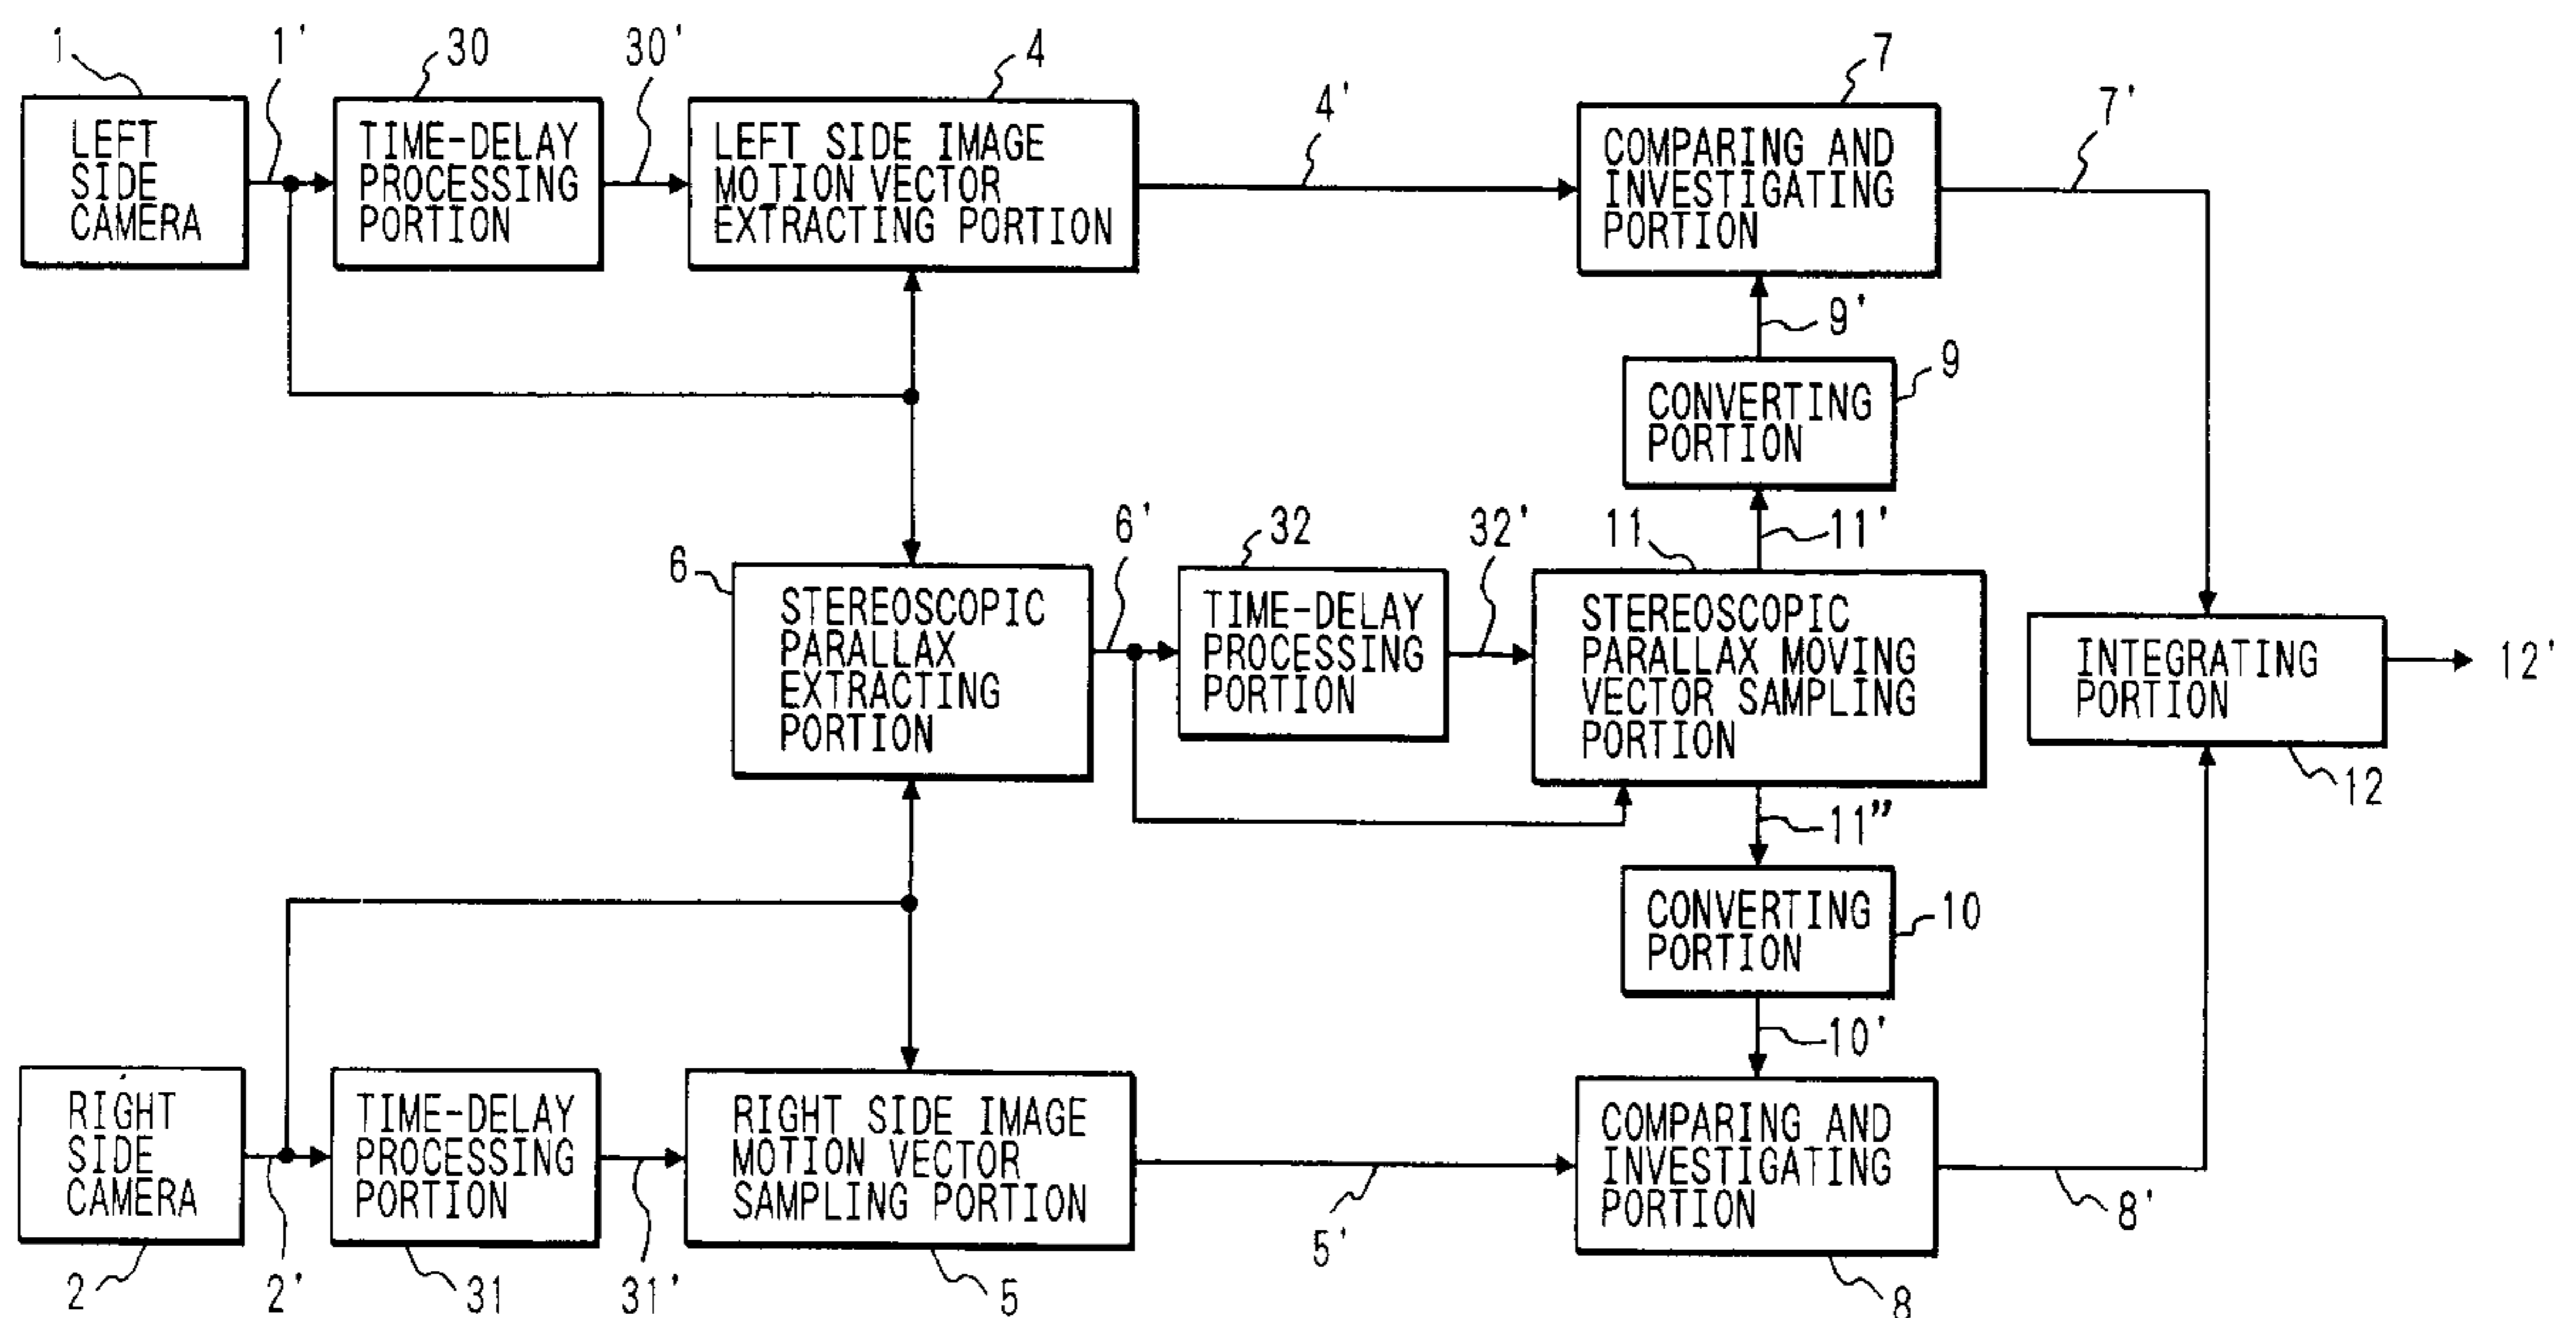 1
1'
30
30'
4
7
7'
LEFT
SIDE
CAMERA
TIME-DELAY
PROCESSING
PORTION
LEFT SIDE IMAGE
MOTION VECTOR
EXTRACTING PORTION
4'
COMPARING AND
INVESTIGATING
PORTION
9'
9
CONVERTING
PORTION
11'
6
STEREOSCOPIC
PARALLAX
EXTRACTING
PORTION
6'
32
TIME-DELAY
PROCESSING
PORTION
32'
11
STEREOSCOPIC
PARALLAX MOVING
VECTOR SAMPLING
PORTION
INTEGRATING
PORTION
12'
12
11”
CONVERTING
PORTION
10
10'
RIGHT
SIDE
CAMERA
TIME-DELAY
PROCESSING
PORTION
RIGHT SIDE IMAGE
MOTION VECTOR
SAMPLING PORTION
COMPARING AND
INVESTIGATING
PORTION
2
2'
31
31'
5
5'
8
8'